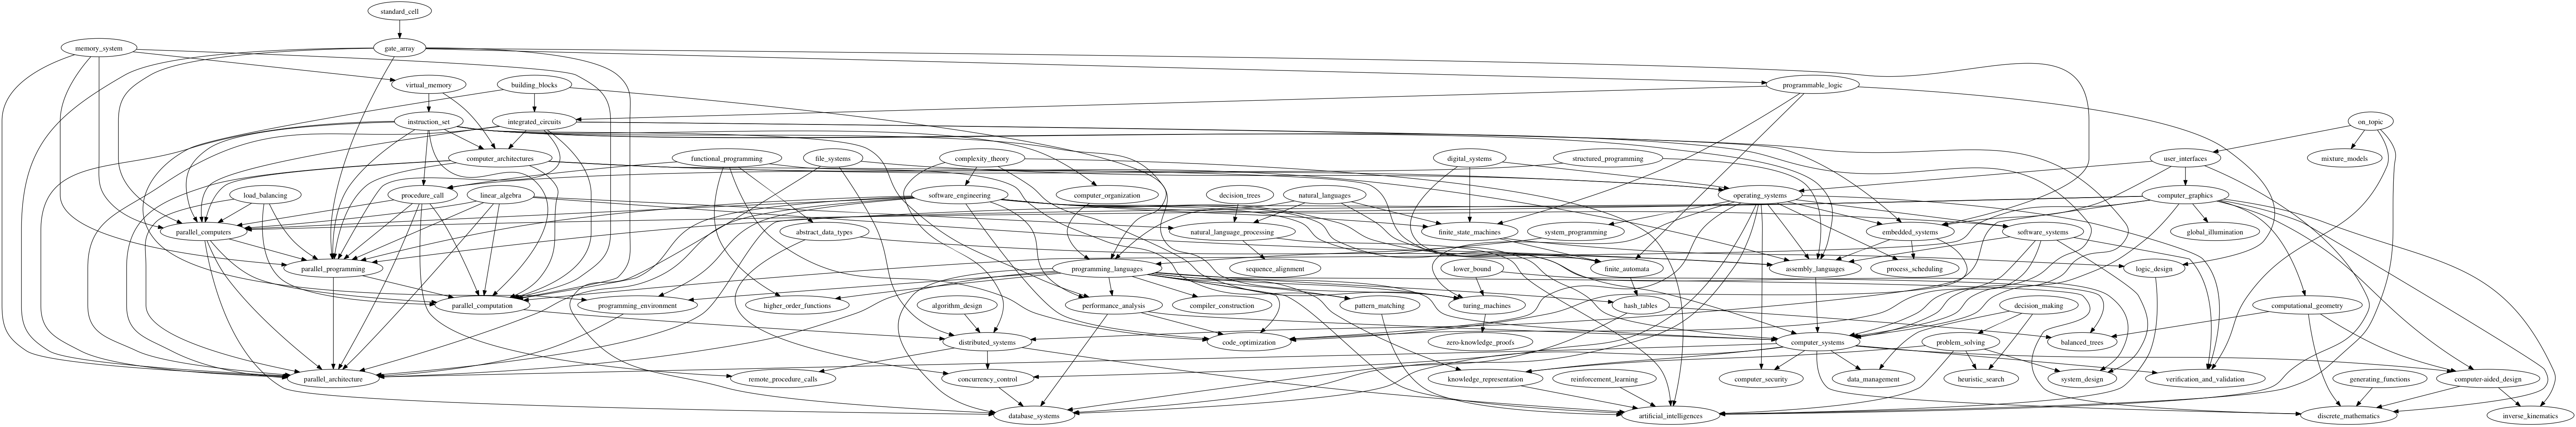 standard_cell
memory_system
gate_array
virtual_memory
building_blocks
programmable_logic
instruction_set
integrated_circuits
on_topic
computer_architectures
functional_programming
file_systems
complexity_theory
digital_systems
structured_programming
user_interfaces
mixture_models
load_balancing
procedure_call
linear_algebra
software_engineering
computer_organization
decision_trees
natural_languages
operating_systems
computer_graphics
parallel_computers
abstract_data_types
natural_language_processing
finite_state_machines
system_programming
embedded_systems
software_systems
global_illumination
parallel_programming
programming_languages
sequence_alignment
lower_bound
finite_automata
assembly_languages
process_scheduling
logic_design
parallel_computation
programming_environment
higher_order_functions
algorithm_design
performance_analysis
compiler_construction
pattern_matching
turing_machines
hash_tables
decision_making
computational_geometry
distributed_systems
code_optimization
zero-knowledge_proofs
computer_systems
problem_solving
balanced_trees
parallel_architecture
remote_procedure_calls
concurrency_control
knowledge_representation
reinforcement_learning
computer_security
data_management
heuristic_search
system_design
verification_and_validation
generating_functions
computer-aided_design
database_systems
artificial_intelligences
discrete_mathematics
inverse_kinematics